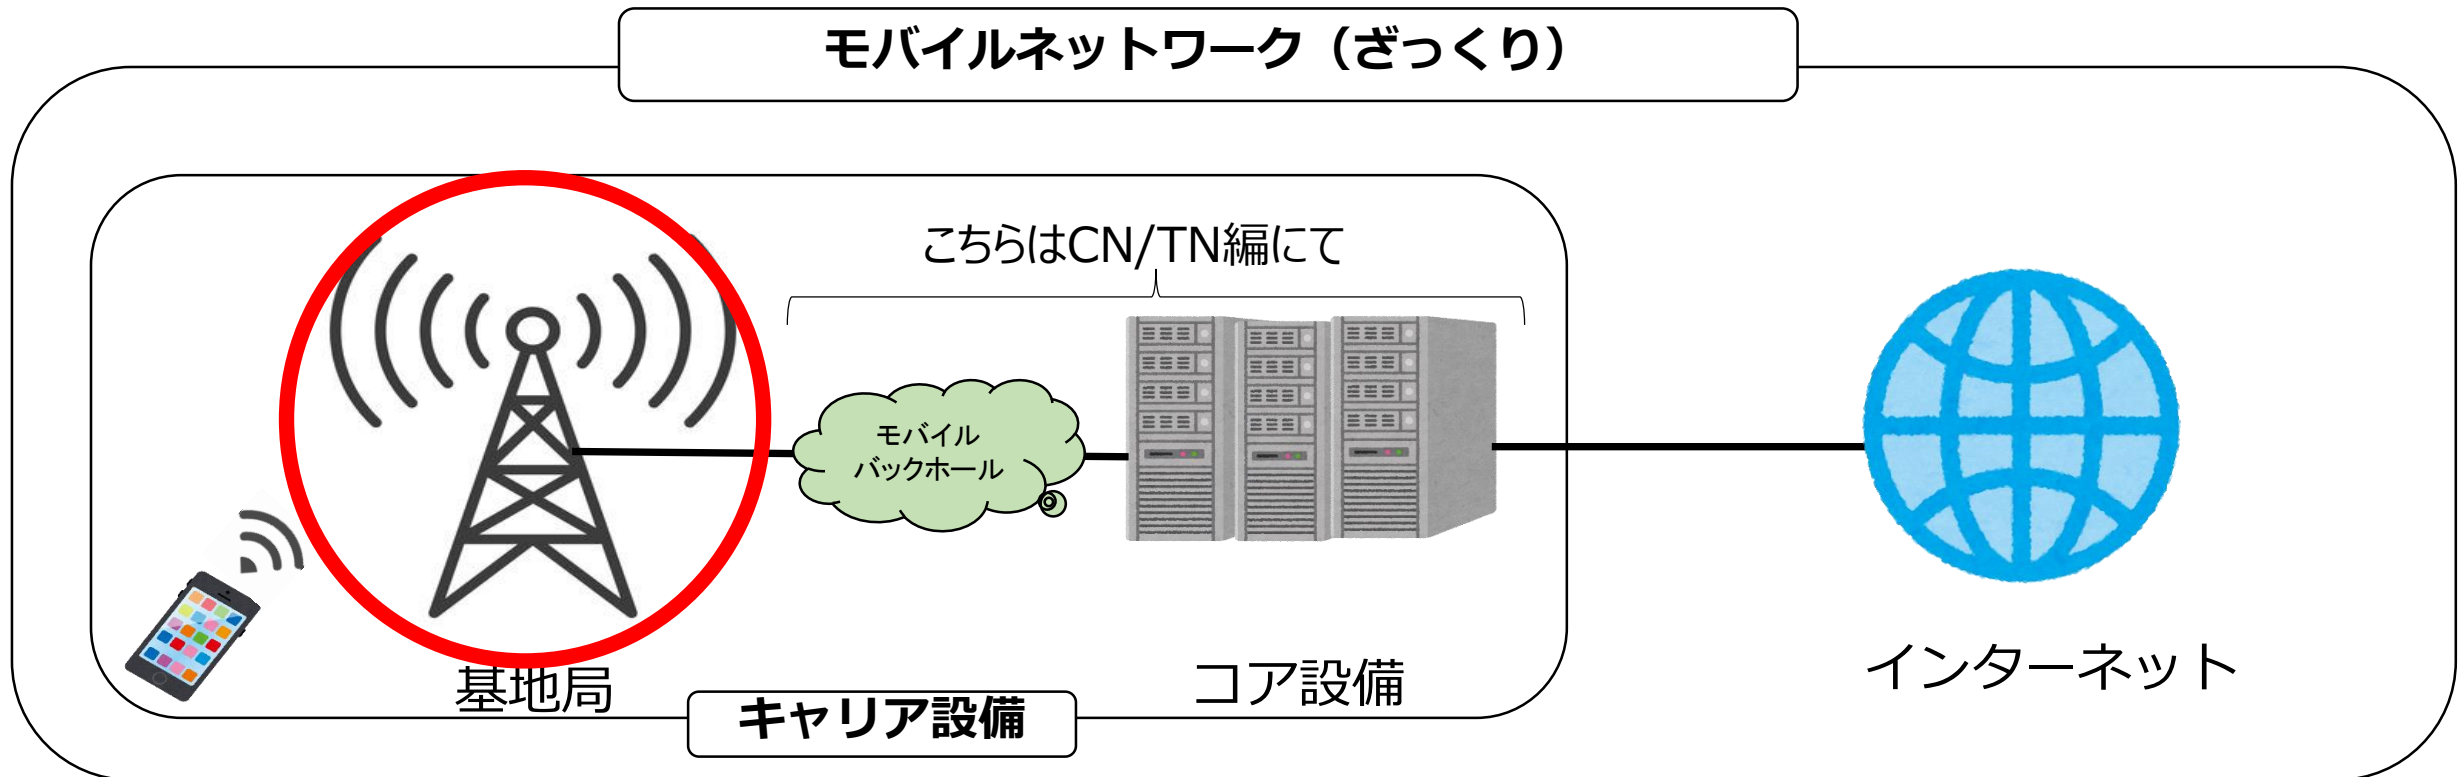 モバイルネットワーク（ざっくり）
こちらはCN/TN編にて
モバイル
バックホール
基地局
コア設備
インターネット
キャリア設備